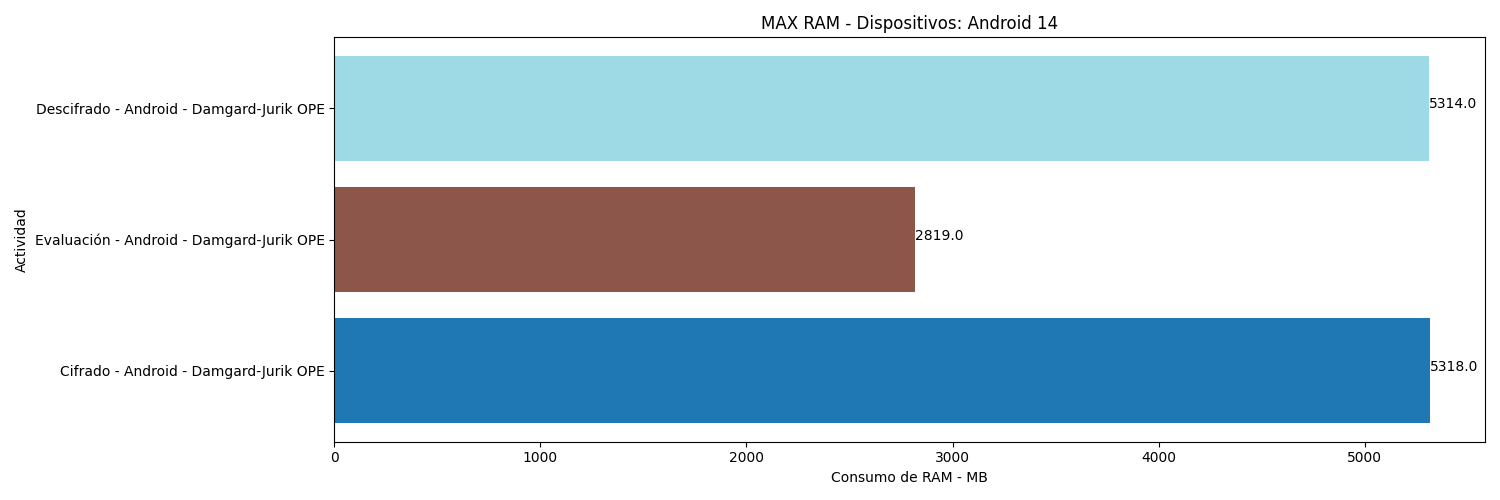 MAX RAM - Dispositivos: Android 14
Descifrado - Android - Damgard-Jurik OPE
5314.0
Evaluación - Android - Damgard-Jurik OPE
2819.0
Cifrado - Android - Damgard-Jurik OPE
5318.0
Actividad
0 1000 2000 3000 4000 5000
Consumo de RAM - MB